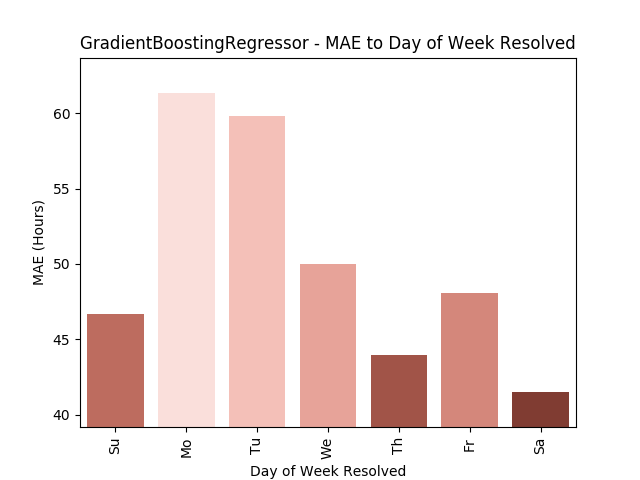 GradientBoostingRegressor - MAE to Day of Week Resolved
MAE (Hours)
60
55
50
45
40
Su
Mo
Tu
We
Th
Fr
Sa
Day of Week Resolved